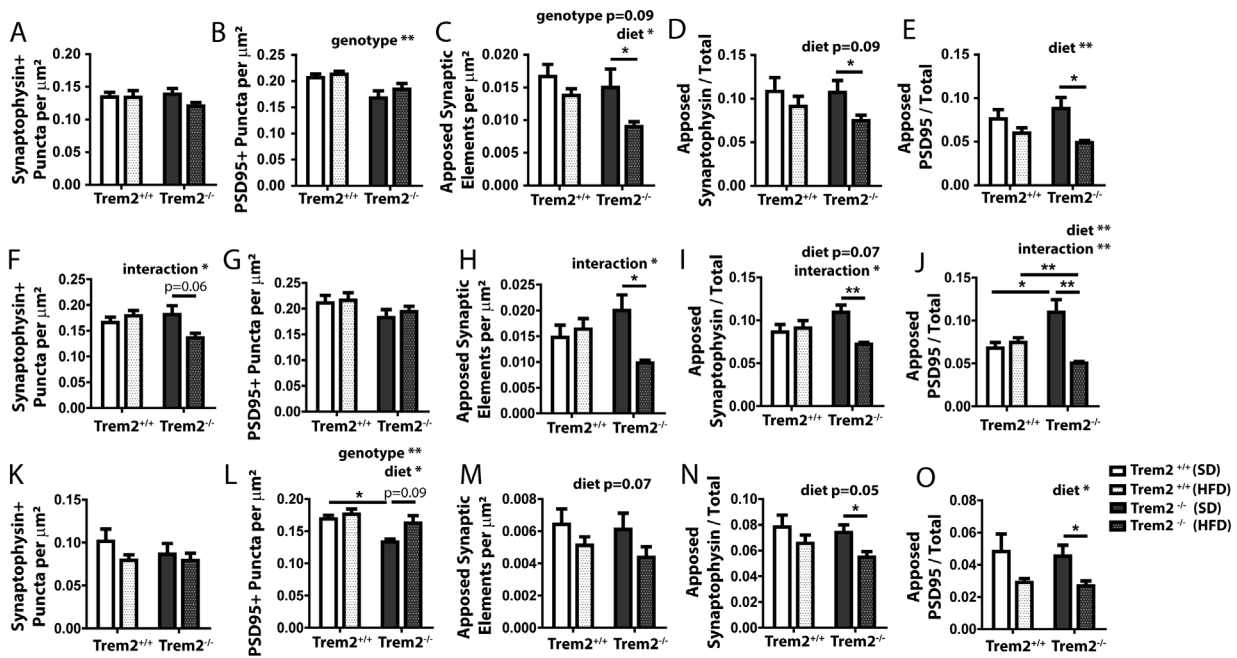 A
Synaptophysin+
Puncta per μm²
0.20
0.15
0.10
0.05
0.00
Trem2+/+ Trem2-/-
B
genotype **
PSD95+ Puncta per μm²
0.25
0.20
0.15
0.10
0.05
0.00
Trem2+/+ Trem2-/-
C
genotype p=0.09
diet *
*
Apposed Synaptic
Elements per μm²
0.020
0.015
0.010
0.005
0.000
Trem2+/+ Trem2-/-
D
diet p=0.09
*
Apposed
Synaptophysin / Total
0.15
0.10
0.05
0.00
Trem2+/+ Trem2-/-
E
diet **
*
Apposed
PSD95 / Total
0.15
0.10
0.05
0.00
Trem2+/+ Trem2-/-
F
interaction *
p=0.06
Synaptophysin+
Puncta per μm²
0.25
0.20
0.15
0.10
0.05
0.00
Trem2+/+ Trem2-/-
G
PSD95+ Puncta per μm²
0.25
0.20
0.15
0.10
0.05
0.00
Trem2+/+ Trem2-/-
H
interaction *
*
Apposed Synaptic
Elements per μm²
0.025
0.020
0.015
0.010
0.005
0.000
Trem2+/+ Trem2-/-
I
diet p=0.07
interaction *
**
Apposed
Synaptophysin / Total
0.15
0.10
0.05
0.00
Trem2+/+ Trem2-/-
J
diet **
interaction **
**
* **
Apposed
PSD95 / Total
0.15
0.10
0.05
0.00
Trem2+/+ Trem2-/-
K
Synaptophysin+
Puncta per μm²
0.15
0.10
0.05
0.00
Trem2+/+ Trem2-/-
L
genotype **
diet *
* p=0.09
PSD95+ Puncta per μm²
0.20
0.15
0.10
0.05
0.00
Trem2+/+ Trem2-/-
M
diet p=0.07
Apposed Synaptic
Elements per μm²
0.008
0.006
0.004
0.002
0.000
Trem2+/+ Trem2-/-
N
diet p=0.05
*
Apposed
Synaptophysin / Total
0.10
0.08
0.06
0.04
0.02
0.00
Trem2+/+ Trem2-/-
O
diet *
*
Apposed
PSD95 / Total
0.06
0.04
0.02
0.00
Trem2+/+ Trem2-/-
Trem2 +/+ (SD)
Trem2 +/+ (HFD)
Trem2 -/- (SD)
Trem2 -/- (HFD)